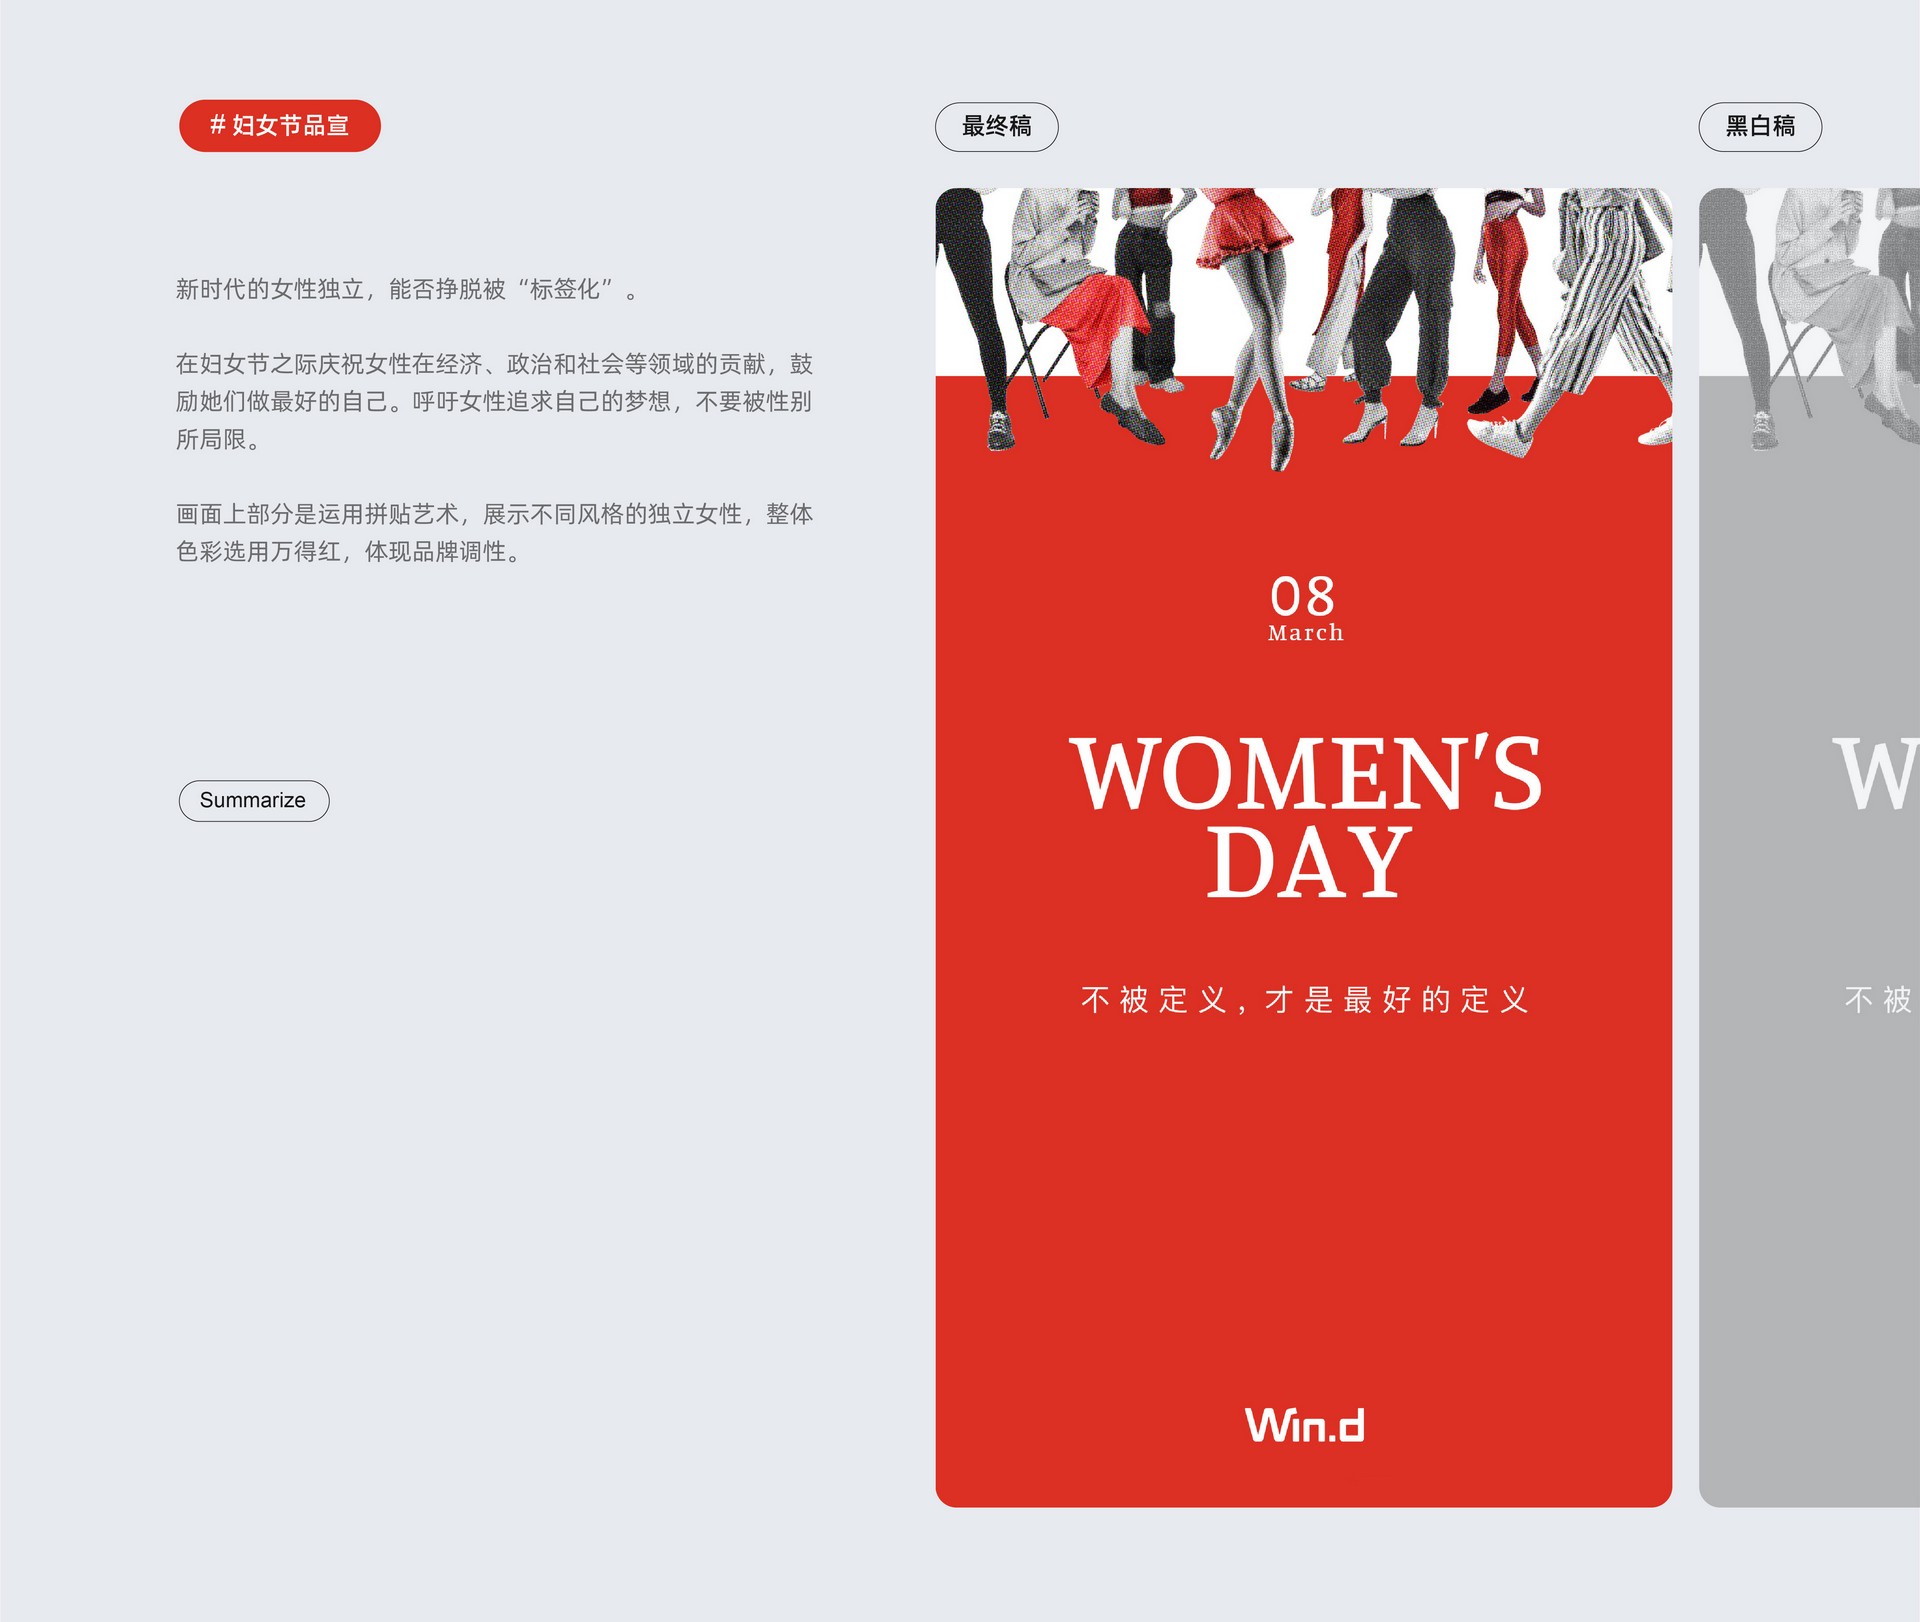 # 妇女节品宣
新时代的女性独立，能否挣脱被“标签化”。
在妇女节之际庆祝女性在经济、政治和社会等领域的贡献，鼓
励她们做最好的自己。呼吁女性追求自己的梦想，不要被性别
所局限。
画面上部分是运用拼贴艺术，展示不同风格的独立女性，整体
色彩选用万得红，体现品牌调性。
Summarize
最终稿
08
March
WOMEN'S
DAY
不被定义，才是最好的定义
Win.d
黑白稿
W
不被